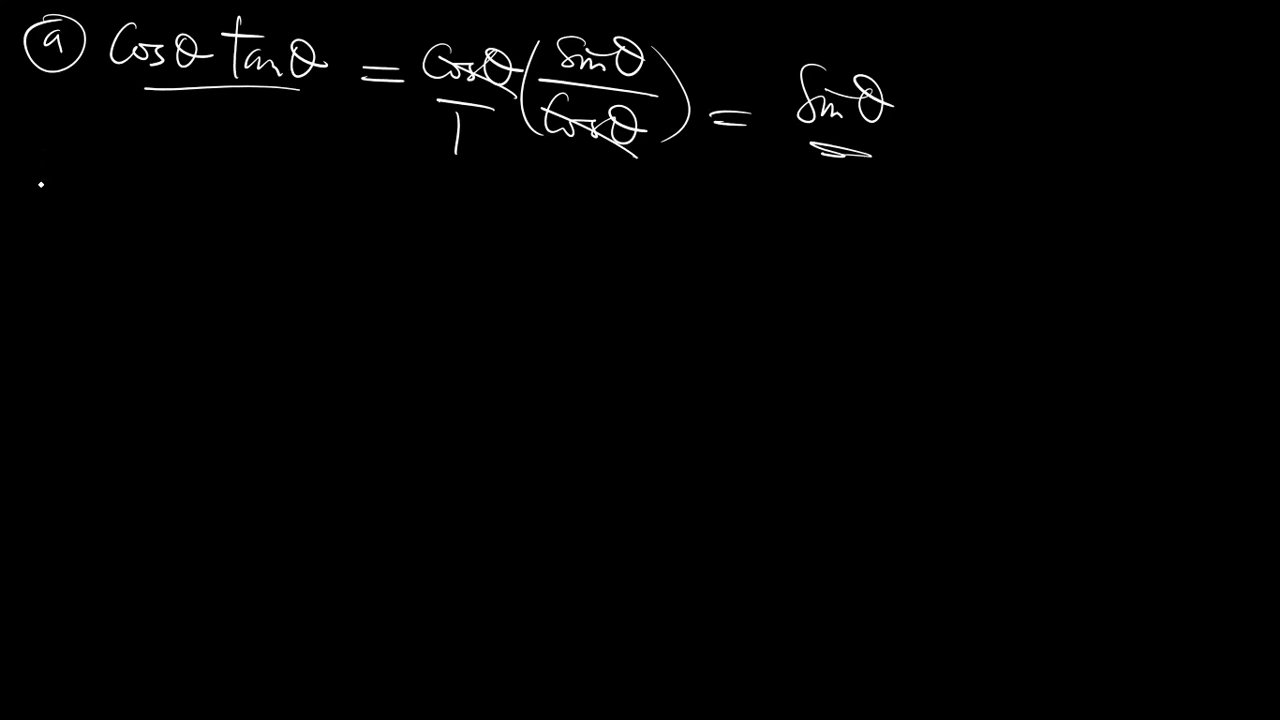 ⓐ cosθ tanθ = cosθ/1 (sinθ/cosθ) = sinθ